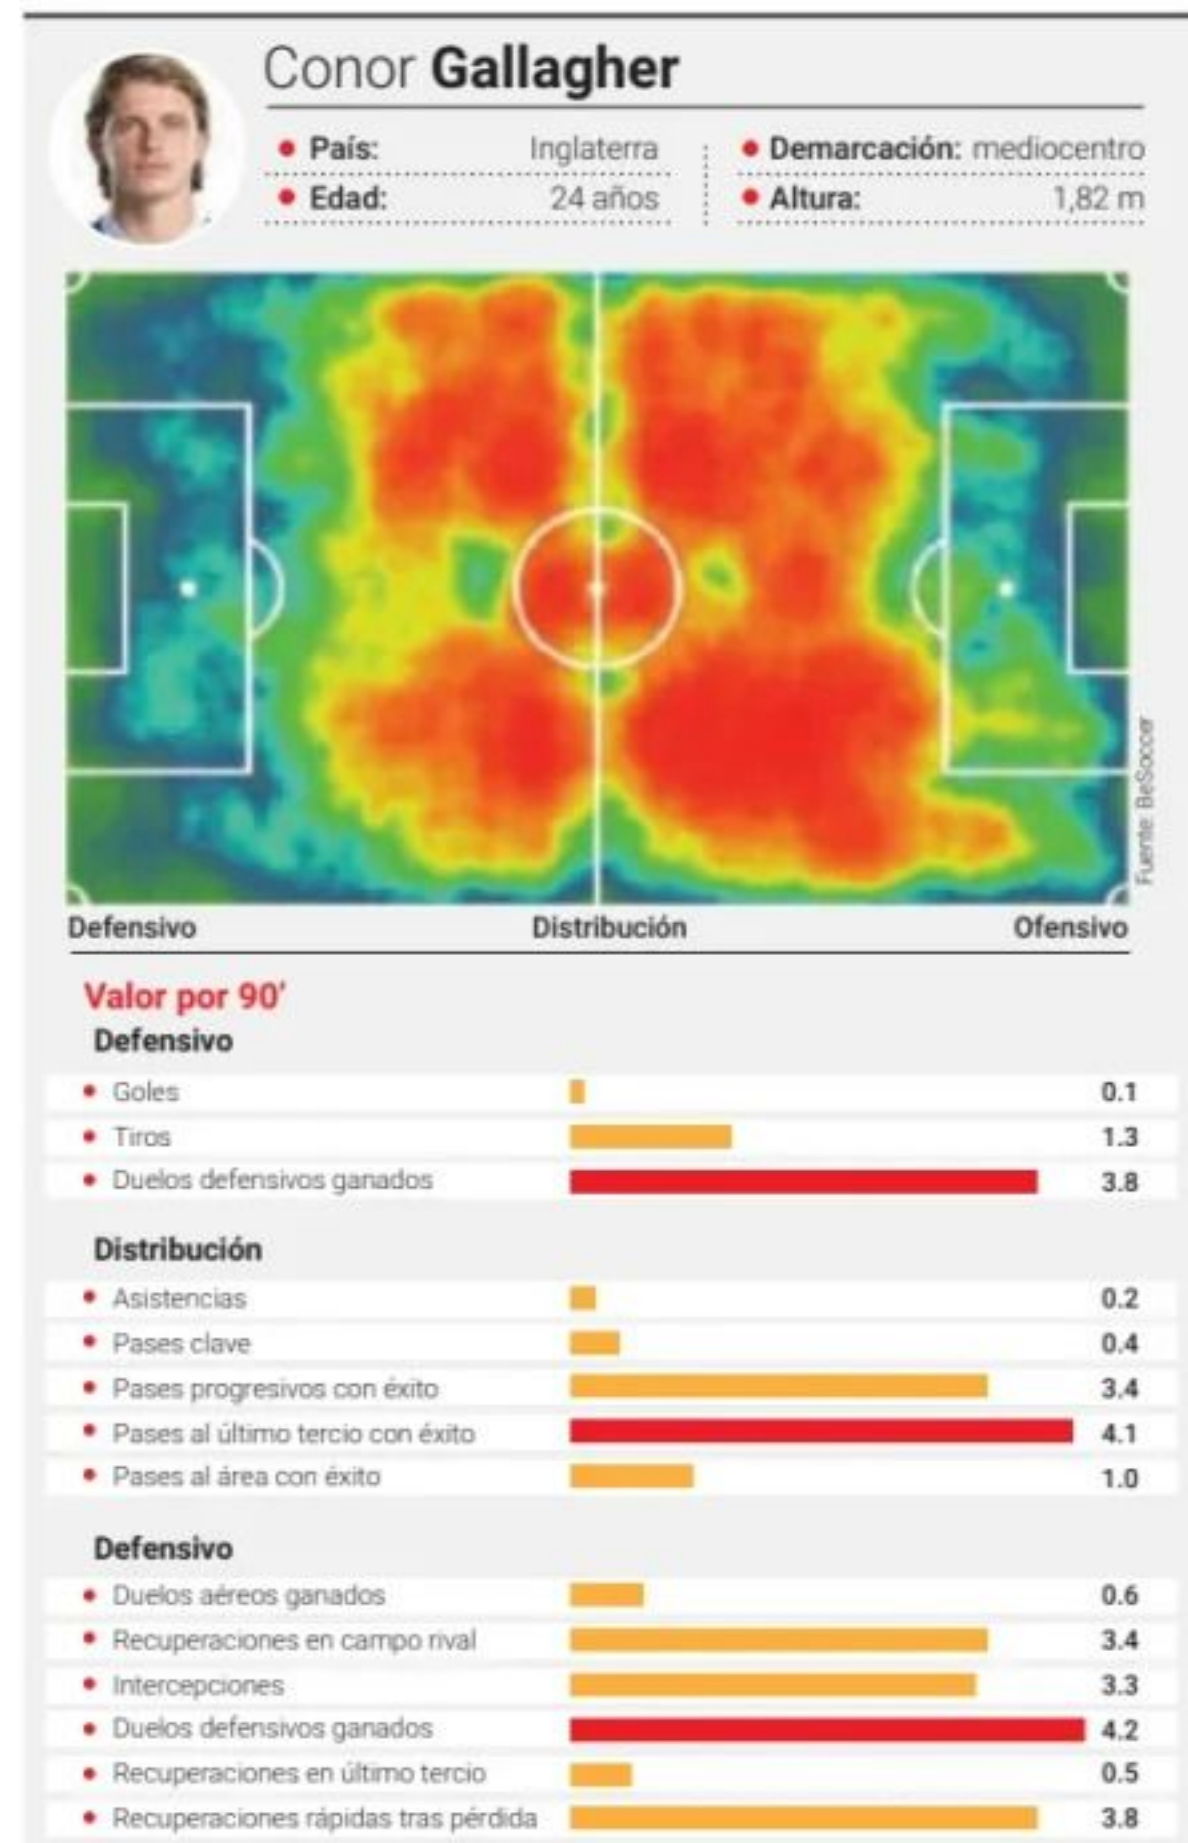 Conor Gallagher
• País: Inglaterra
• Demarcación: mediocentro
• Edad: 24 años
• Altura: 1,82 m
Fuente: BeSoccer
Defensivo Distribución Ofensivo
Valor por 90'
Defensivo
• Goles 0.1
• Tiros 1.3
• Duelos defensivos ganados 3.8
Distribución
• Asistencias 0.2
• Pases clave 0.4
• Pases progresivos con éxito 3.4
• Pases al último tercio con éxito 4.1
• Pases al área con éxito 1.0
Defensivo
• Duelos aéreos ganados 0.6
• Recuperaciones en campo rival 3.4
• Intercepciones 3.3
• Duelos defensivos ganados 4.2
• Recuperaciones en último tercio 0.5
• Recuperaciones rápidas tras pérdida 3.8